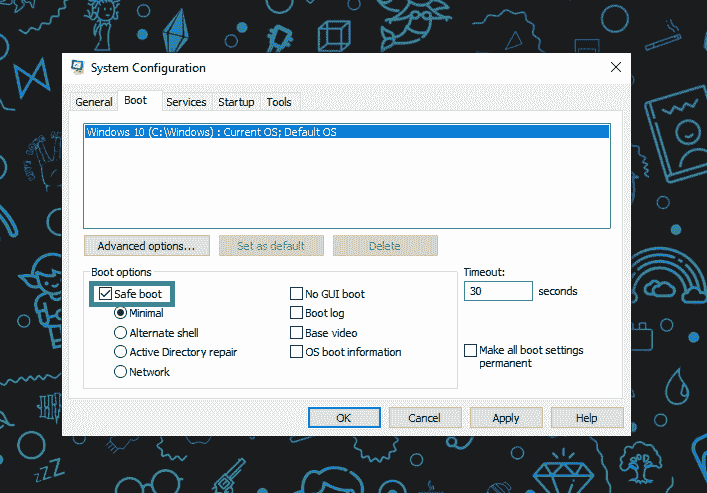 System Configuration
General Boot Services Startup Tools
Windows 10 (C:\Windows) : Current OS; Default OS
Advanced options... Set as default Delete
Boot options
Safe boot
Minimal
Alternate shell
Active Directory repair
Network
No GUI boot
Boot log
Base video
OS boot information
Timeout:
30 seconds
Make all boot settings
permanent
OK Cancel Apply Help
zZZ